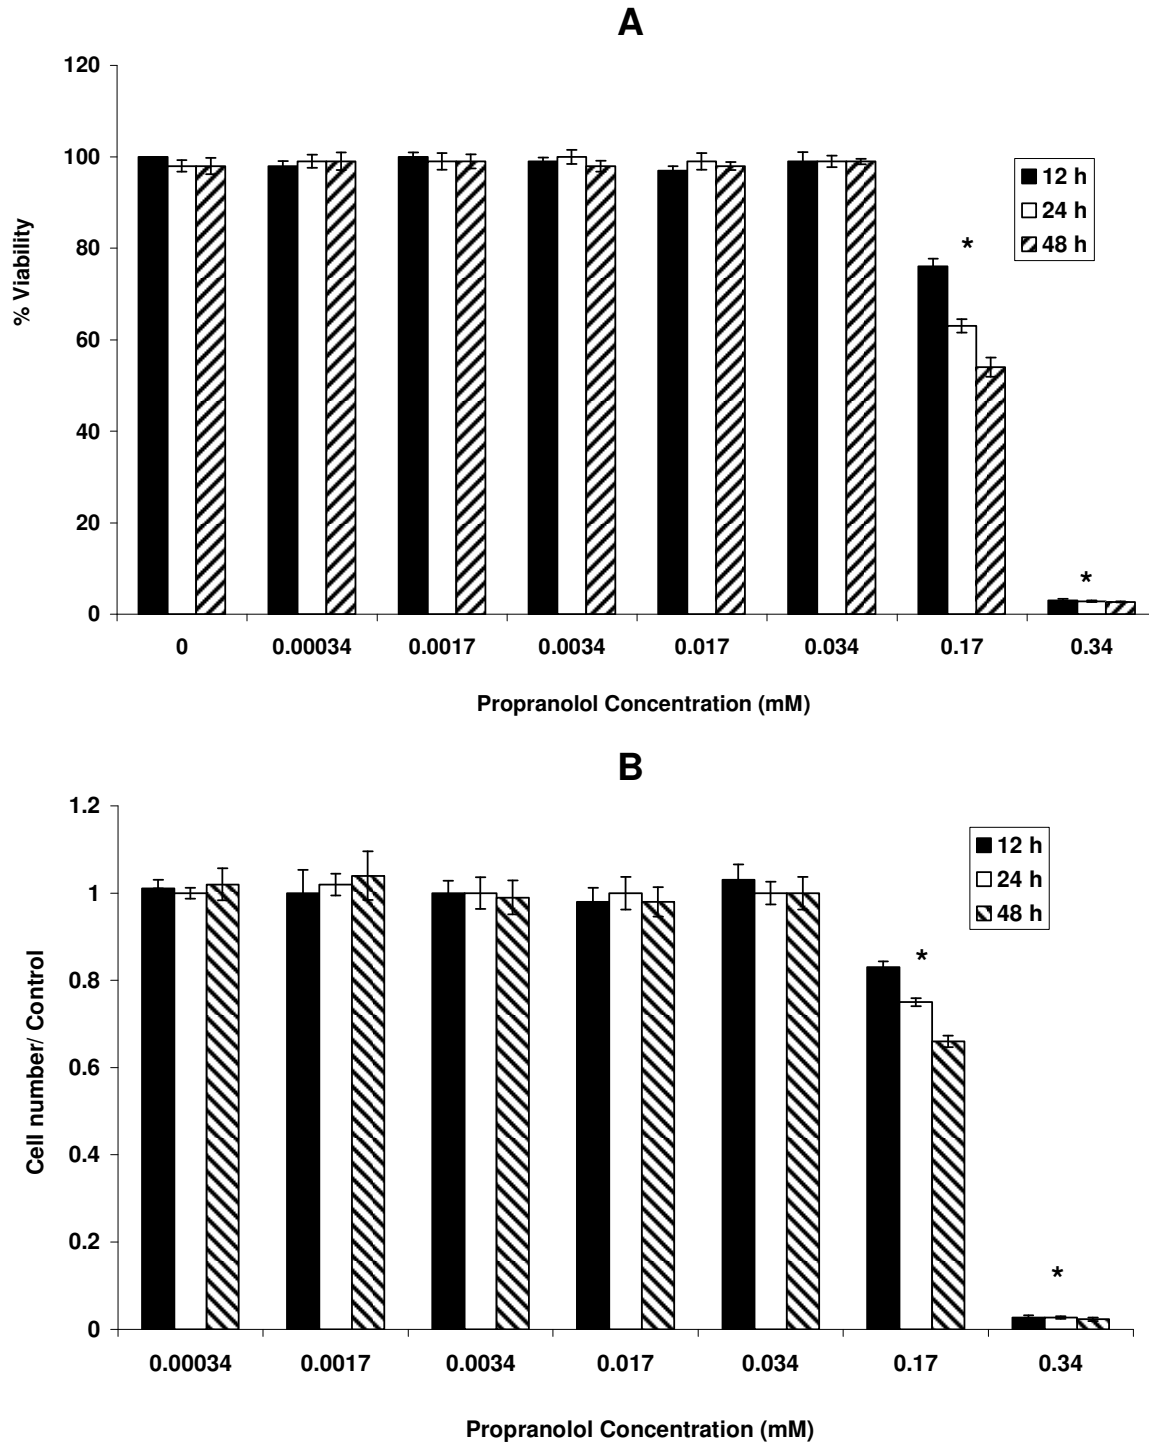 A
120
100
80
60
40
20
0
% Viability
12 h
24 h
48 h
*
*
0 0.00034 0.0017 0.0034 0.017 0.034 0.17 0.34
Propranolol Concentration (mM)
B
1.2
1
0.8
0.6
0.4
0.2
0
Cell number/ Control
12 h
24 h
48 h
*
*
0.00034 0.0017 0.0034 0.017 0.034 0.17 0.34
Propranolol Concentration (mM)